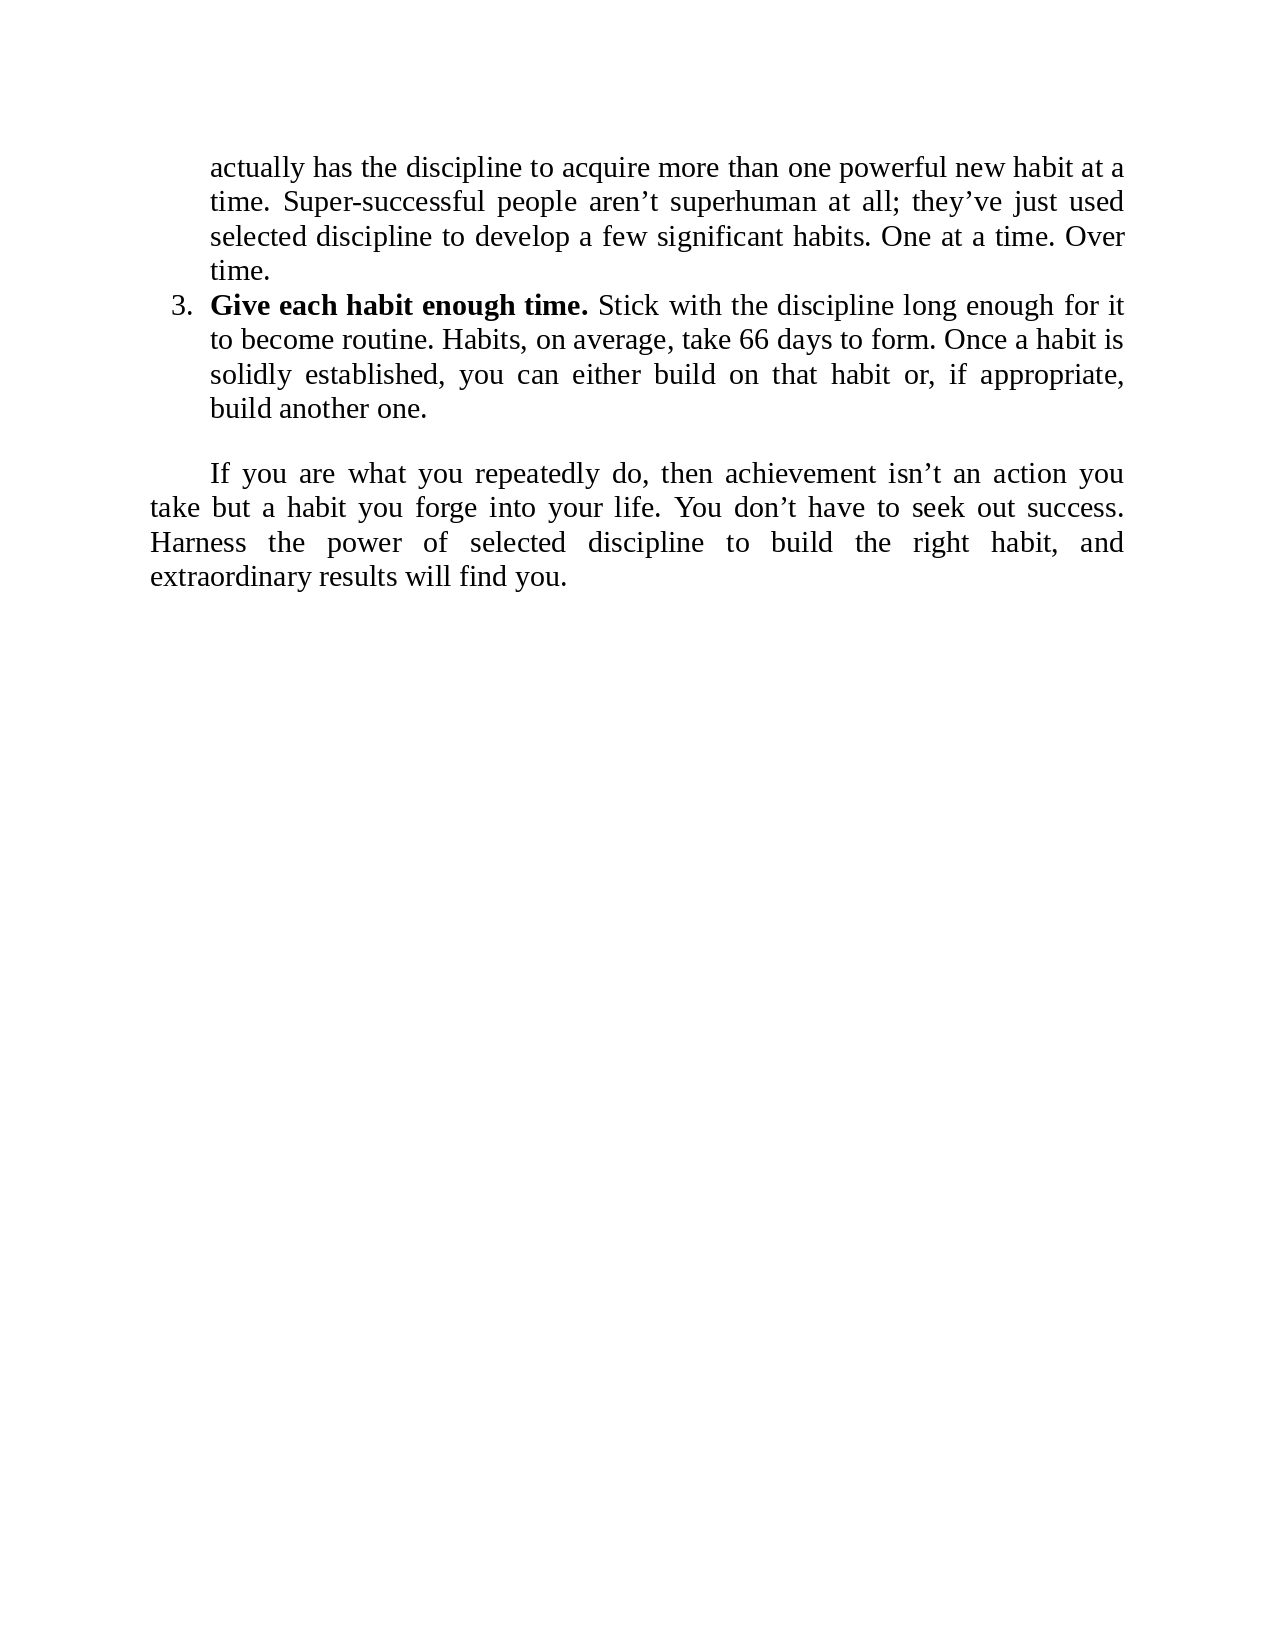 actually has the discipline to acquire more than one powerful new habit at a
time. Super-successful people aren’t superhuman at all; they’ve just used
selected discipline to develop a few significant habits. One at a time. Over
time.
3. Give each habit enough time. Stick with the discipline long enough for it
to become routine. Habits, on average, take 66 days to form. Once a habit is
solidly established, you can either build on that habit or, if appropriate,
build another one.
If you are what you repeatedly do, then achievement isn’t an action you
take but a habit you forge into your life. You don’t have to seek out success.
Harness the power of selected discipline to build the right habit, and
extraordinary results will find you.